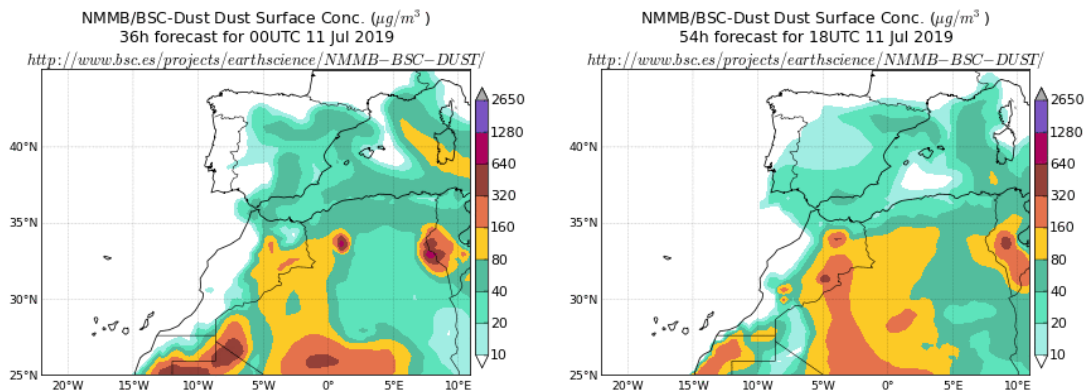 NMMB/BSC-Dust Dust Surface Conc. (μg/m³)
36h forecast for 00UTC 11 Jul 2019
http://www.bsc.es/projects/earthscience/NMMB−BSC−DUST/
40°N
35°N
30°N
25°N
20°W 15°W 10°W 5°W 0° 5°E 10°E
2650
1280
640
320
160
80
40
20
10
NMMB/BSC-Dust Dust Surface Conc. (μg/m³)
54h forecast for 18UTC 11 Jul 2019
http://www.bsc.es/projects/earthscience/NMMB−BSC−DUST/
40°N
35°N
30°N
25°N
20°W 15°W 10°W 5°W 0° 5°E 10°E
2650
1280
640
320
160
80
40
20
10